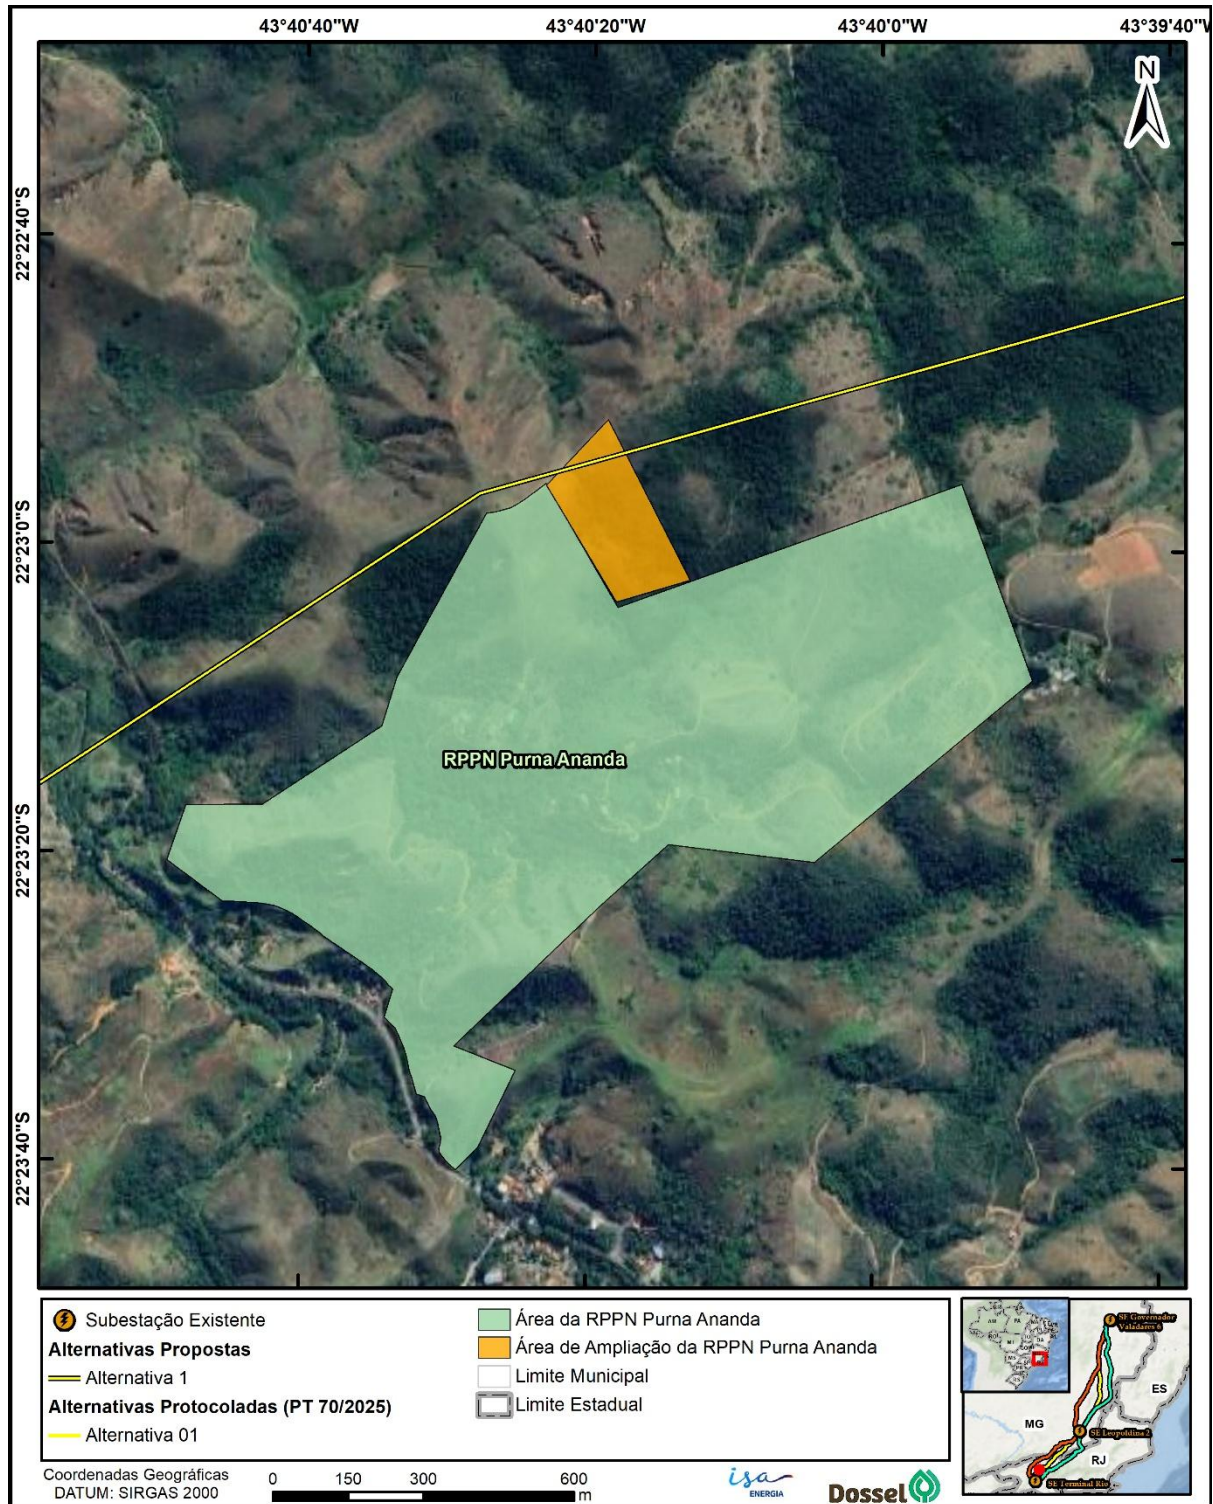 43°40'40"W
43°40'20"W
43°40'0"W
43°39'40"W
N
22°22'40"S
22°23'0"S
22°23'20"S
22°23'40"S
RPPN Purna Ananda
Subestação Existente
Alternativas Propostas
Alternativa 1
Alternativas Protocoladas (PT 70/2025)
Alternativa 01
Área da RPPN Purna Ananda
Área de Ampliação da RPPN Purna Ananda
Limite Municipal
Limite Estadual
SE Governador
Valadares 6
ES
MG
SE Leopoldina 2
RJ
SE Terminal Rio
Coordenadas Geográficas
DATUM: SIRGAS 2000
0 150 300 600
m
isa
ENERGIA
Dossel